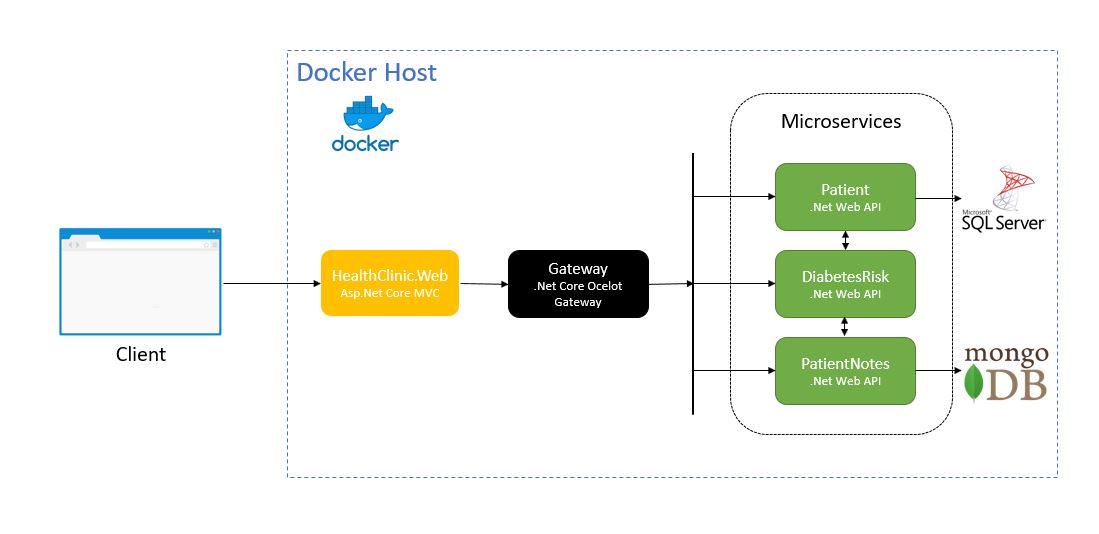 Docker Host
docker
Microservices
Patient
.Net Web API
Microsoft®
SQL Server
HealthClinic.Web
Asp.Net Core MVC
Gateway
.Net Core Ocelot
Gateway
DiabetesRisk
.Net Web API
Client
PatientNotes
.Net Web API
mongo
DB